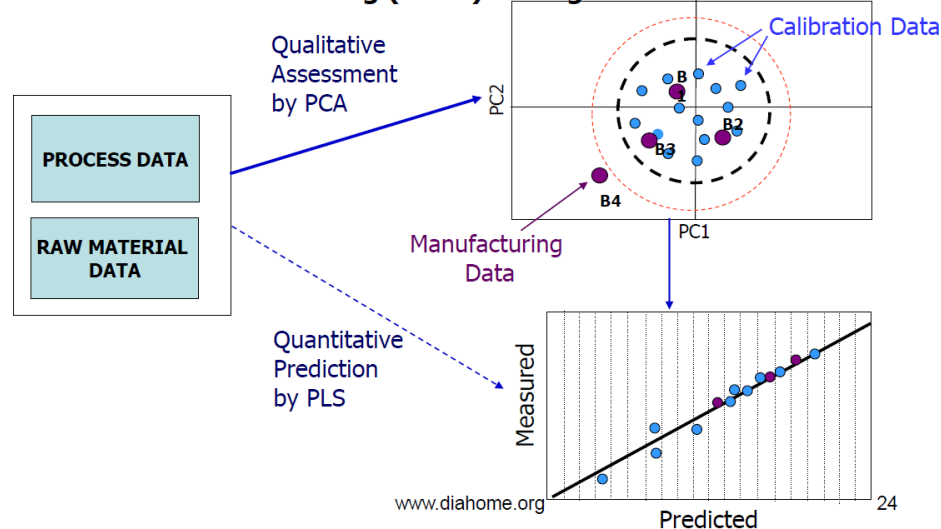 Calibration Data
Qualitative
Assessment
by PCA
PC2
B
1
B2
B3
B4
PC1
PROCESS DATA
RAW MATERIAL
DATA
Manufacturing
Data
Quantitative
Prediction
by PLS
Measured
www.diahome.org
24
Predicted